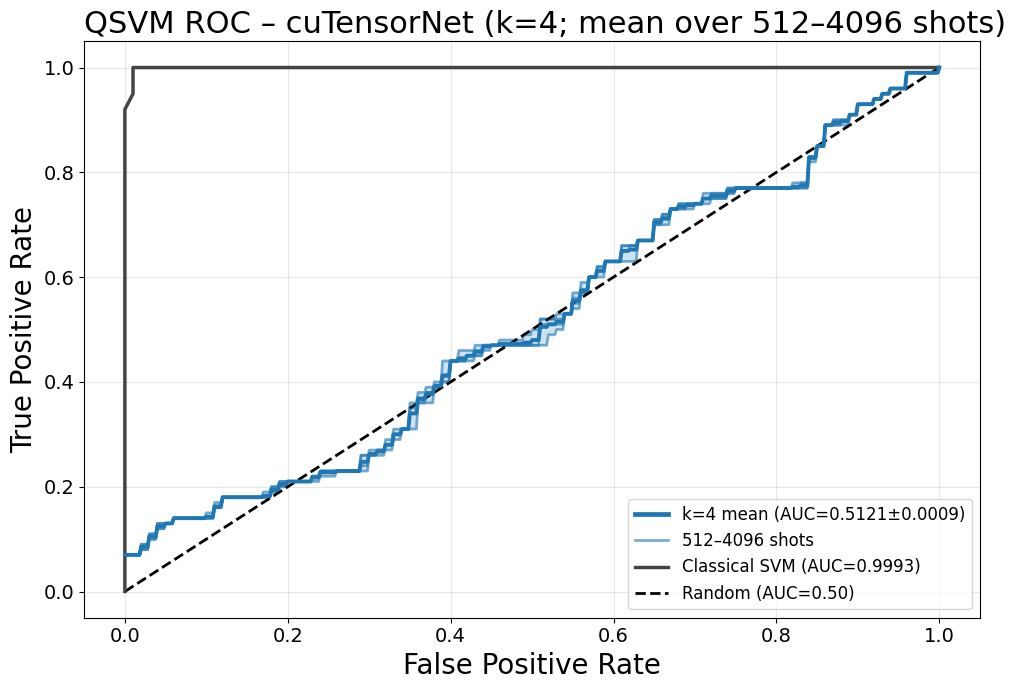 QSVM ROC – cuTensorNet (k=4; mean over 512–4096 shots)
1.0
0.8
0.6
0.4
0.2
0.0
True Positive Rate
k=4 mean (AUC=0.5121±0.0009)
512–4096 shots
Classical SVM (AUC=0.9993)
Random (AUC=0.50)
0.0 0.2 0.4 0.6 0.8 1.0
False Positive Rate